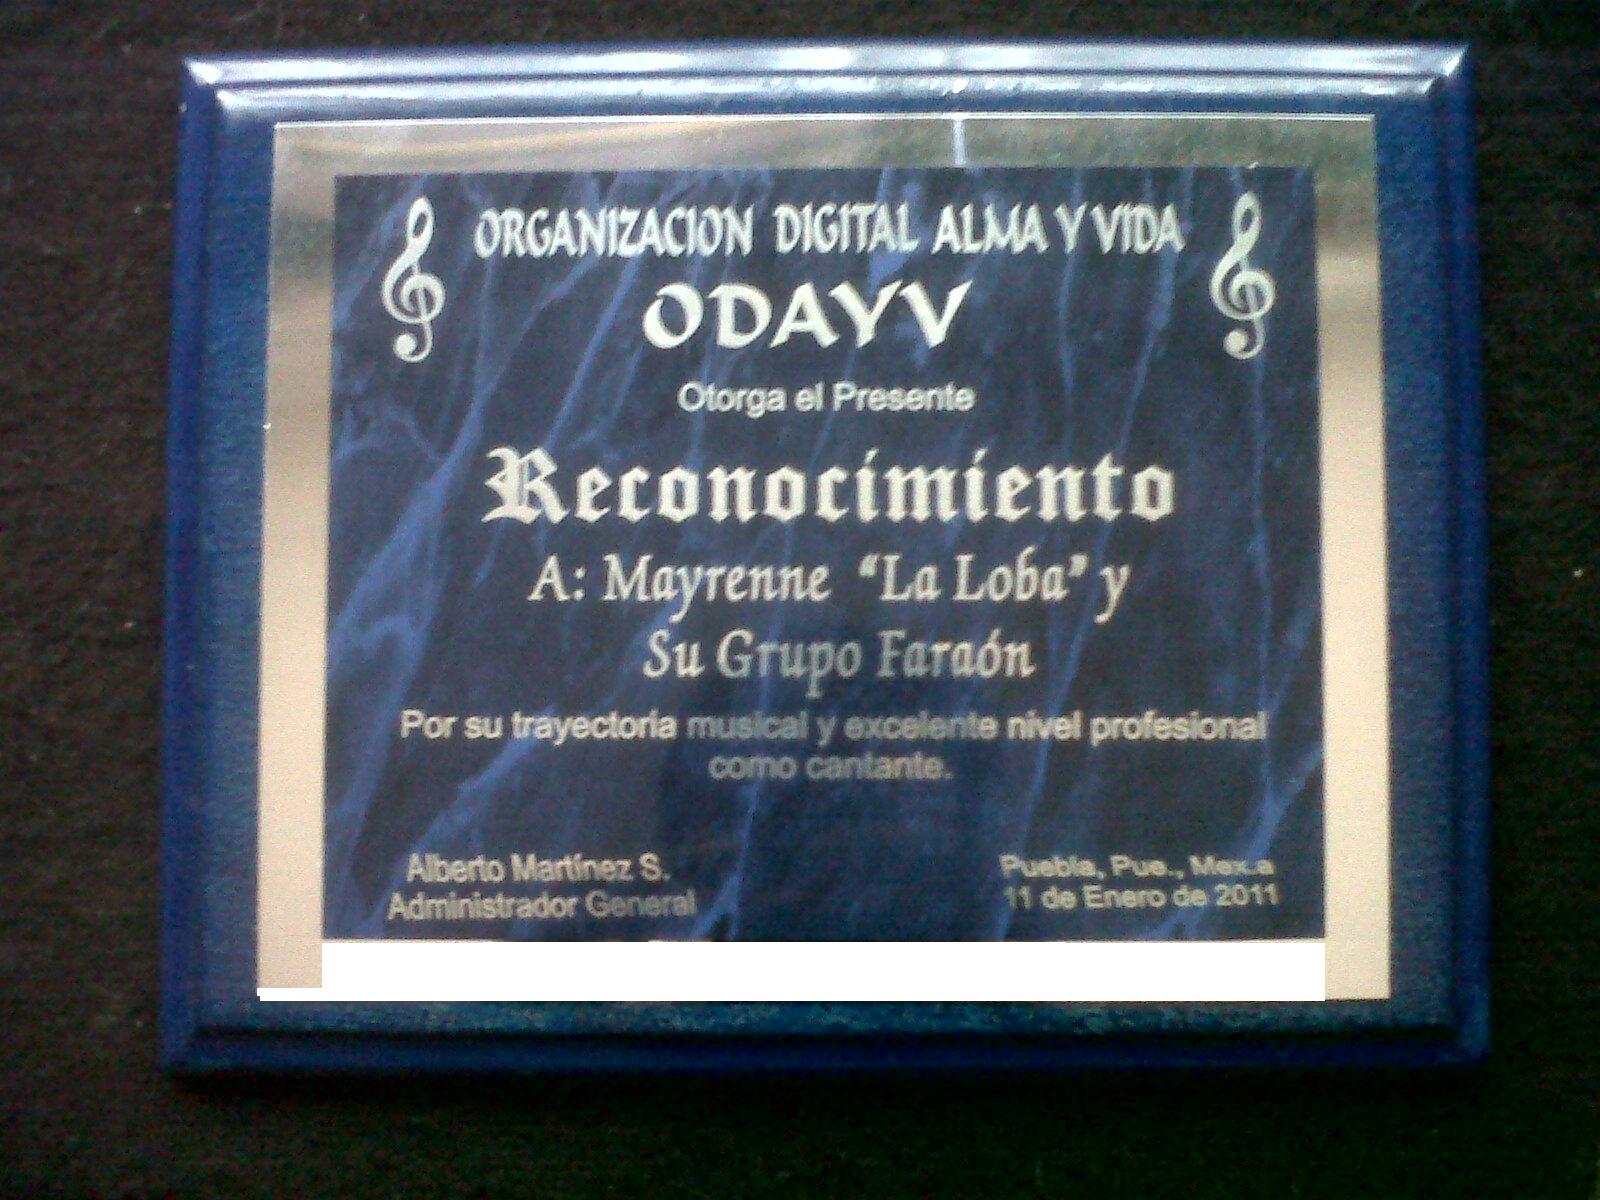 ORGANIZACION DIGITAL ALMA Y VIDA
ODAYV
Otorga el Presente
Reconocimiento
A: Mayrenne "La Loba" y
Su Grupo Faraón
Por su trayectoria musical y excelente nivel profesional
como cantante.
Alberto Martínez S.
Administrador General
Puebla, Pue., Mex.a
11 de Enero de 2011